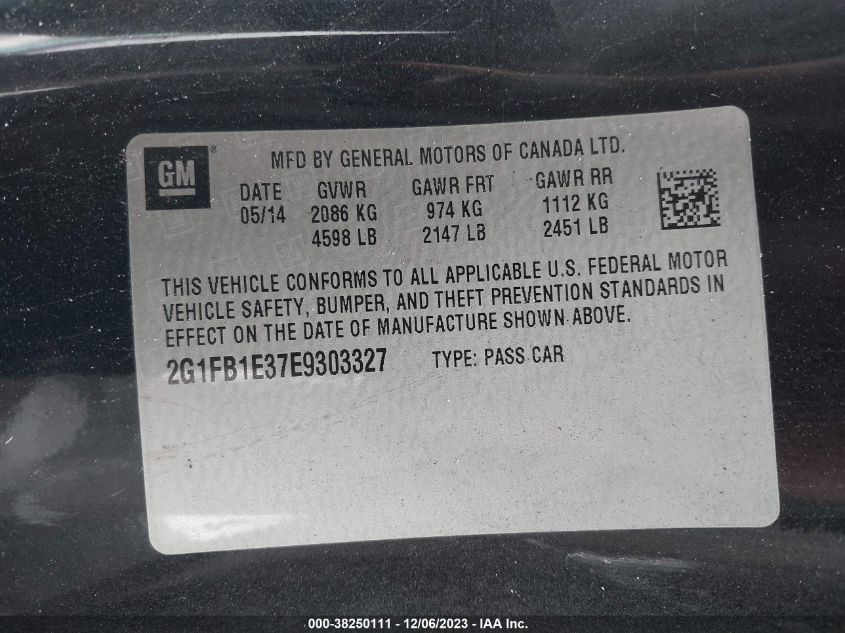 GM®
MFD BY GENERAL MOTORS OF CANADA LTD.
DATE GVWR GAWR FRT GAWR RR
05/14 2086 KG 974 KG 1112 KG
4598 LB 2147 LB 2451 LB
THIS VEHICLE CONFORMS TO ALL APPLICABLE U.S. FEDERAL MOTOR
VEHICLE SAFETY, BUMPER, AND THEFT PREVENTION STANDARDS IN
EFFECT ON THE DATE OF MANUFACTURE SHOWN ABOVE.
2G1FB1E37E9303327 TYPE: PASS CAR
000-38250111 - 12/06/2023 - IAA Inc.